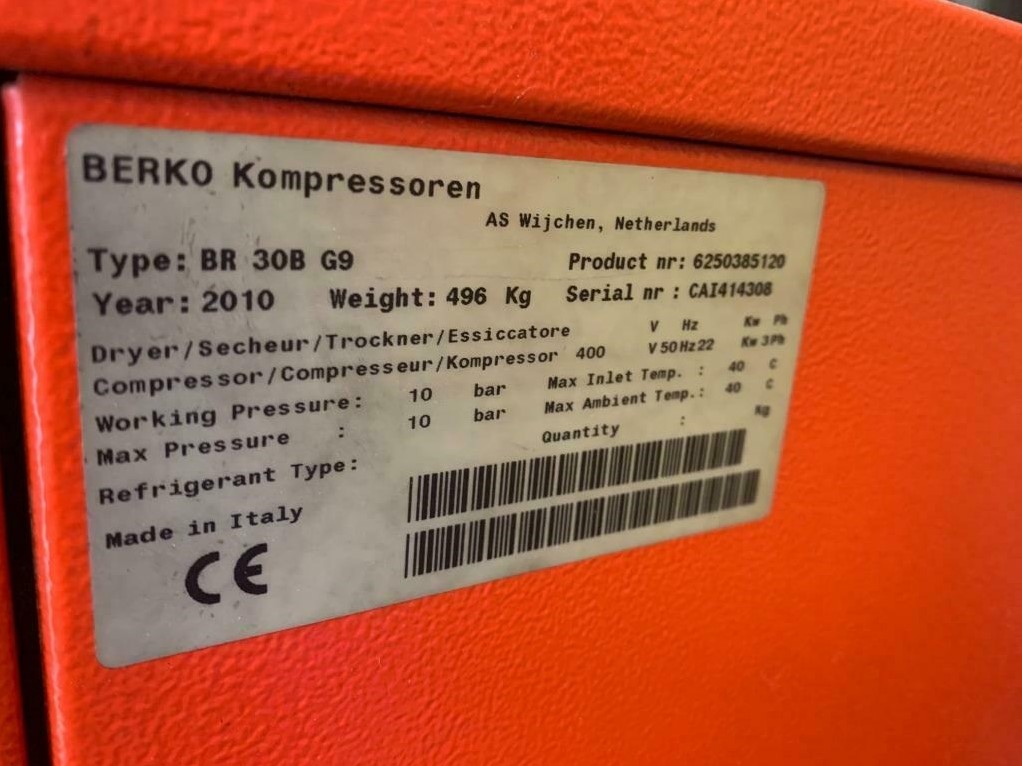 BERKO Kompressoren
AS Wijchen, Netherlands
Type: BR 30B G9 Product nr: 6250385120
Year: 2010 Weight: 496 Kg Serial nr : CAI414308
Dryer/Secheur/Trockner/Essiccatore V Hz Kw Ph
Compressor/Compresseur/Kompressor 400 V 50 Hz 22 Kw 3 Ph
Working Pressure: 10 bar Max Inlet Temp. : 40 C
Max Pressure : 10 bar Max Ambient Temp.: 40 C
Refrigerant Type: Quantity : Kg
Made in Italy
CE